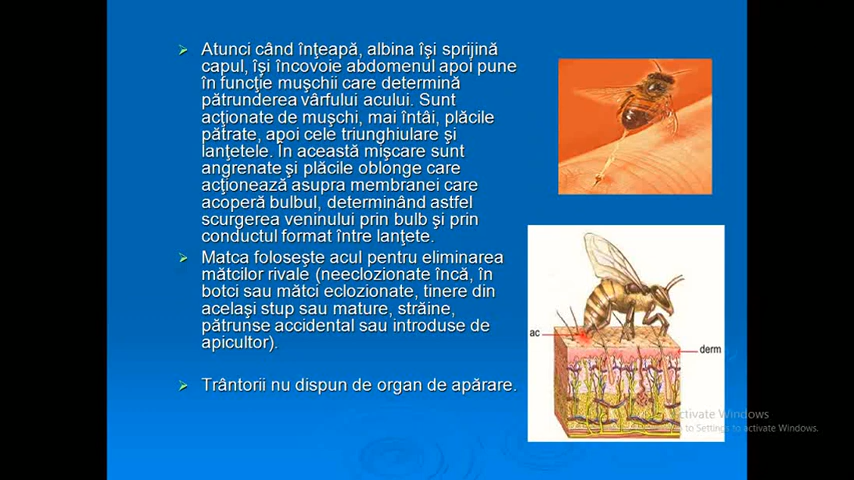 Atunci când înţeapă, albina îşi sprijină
capul, îşi încovoie abdomenul apoi pune
în funcţie muşchii care determină
pătrunderea vârfului acului. Sunt
acţionate de muşchi, mai întâi, plăcile
pătrate, apoi cele triunghiulare şi
lanţetele. În această mişcare sunt
angrenate şi plăcile oblonge care
acţionează asupra membranei care
acoperă bulbul, determinând astfel
scurgerea veninului prin bulb şi prin
conductul format între lanţete.
Matca foloseşte acul pentru eliminarea
mătcilor rivale (neeclozionate încă, în
botci sau mătci eclozionate, tinere din
acelaşi stup sau mature, străine,
pătrunse accidental sau introduse de
apicultor).
Trântorii nu dispun de organ de apărare.
ac
derm
Activate Windows
to Settings to activate Windows.